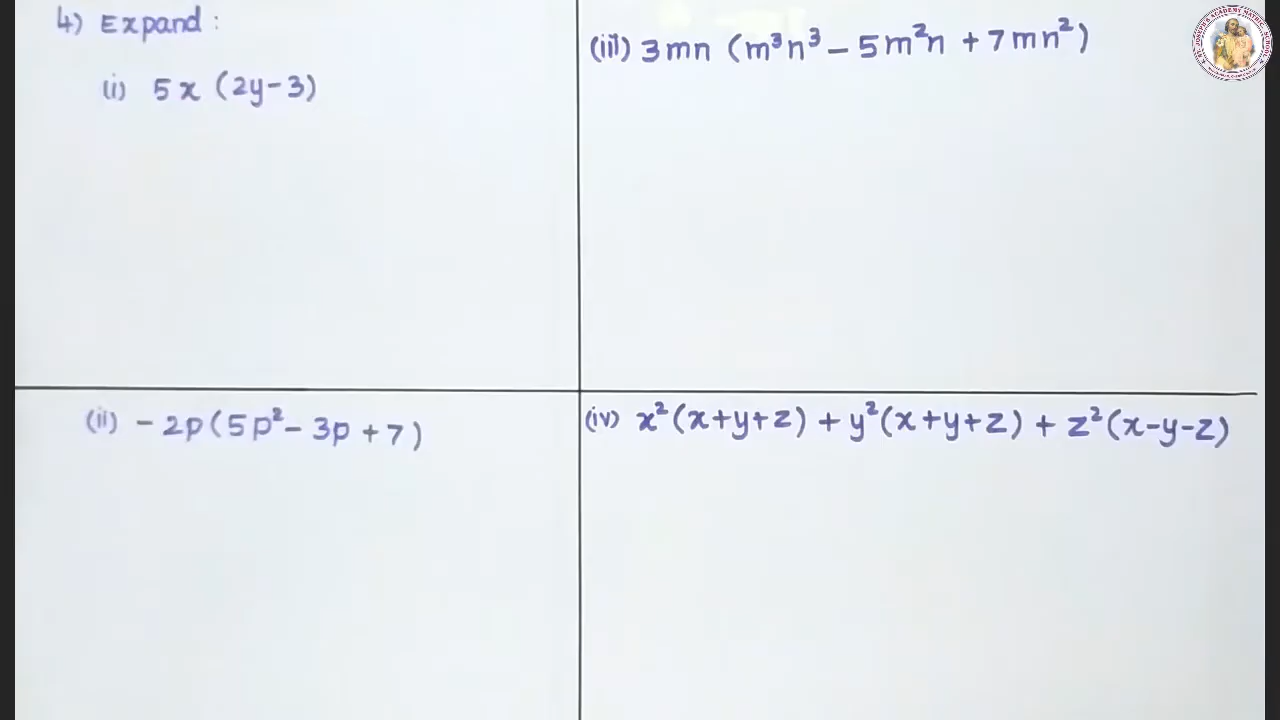 4) Expand :
(i) 5x (2y-3)
(ii) -2p(5p²- 3p +7)
(iii) 3mn (m³n³ - 5m²n +7mn²)
(iv) x²(x+y+z) + y²(x+y+z) + z²(x-y-z)